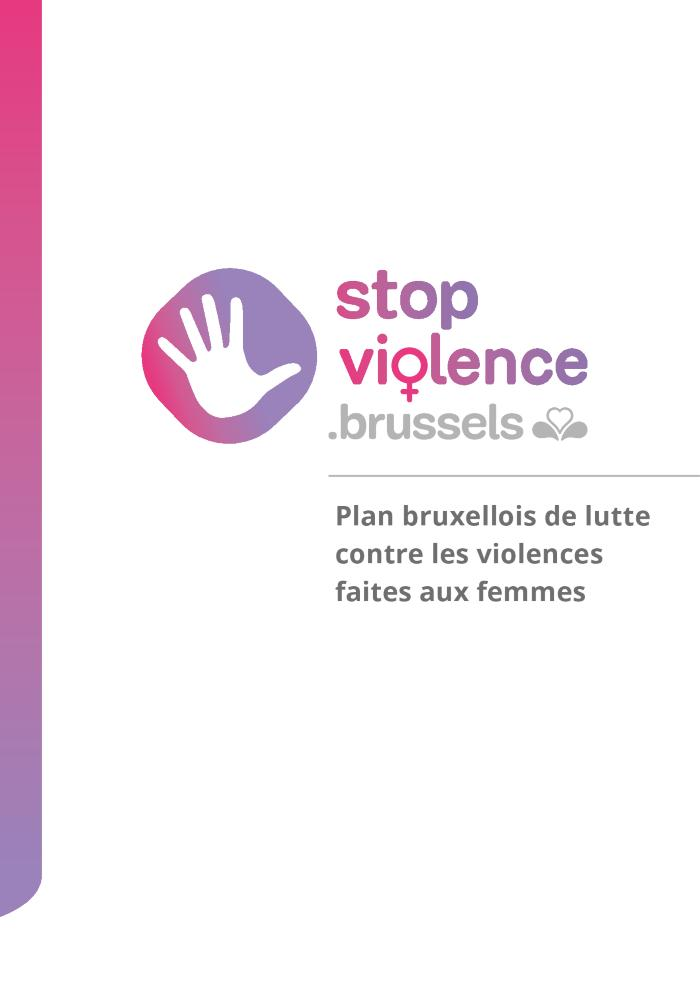 stop
violence
.brussels
Plan bruxellois de lutte
contre les violences
faites aux femmes